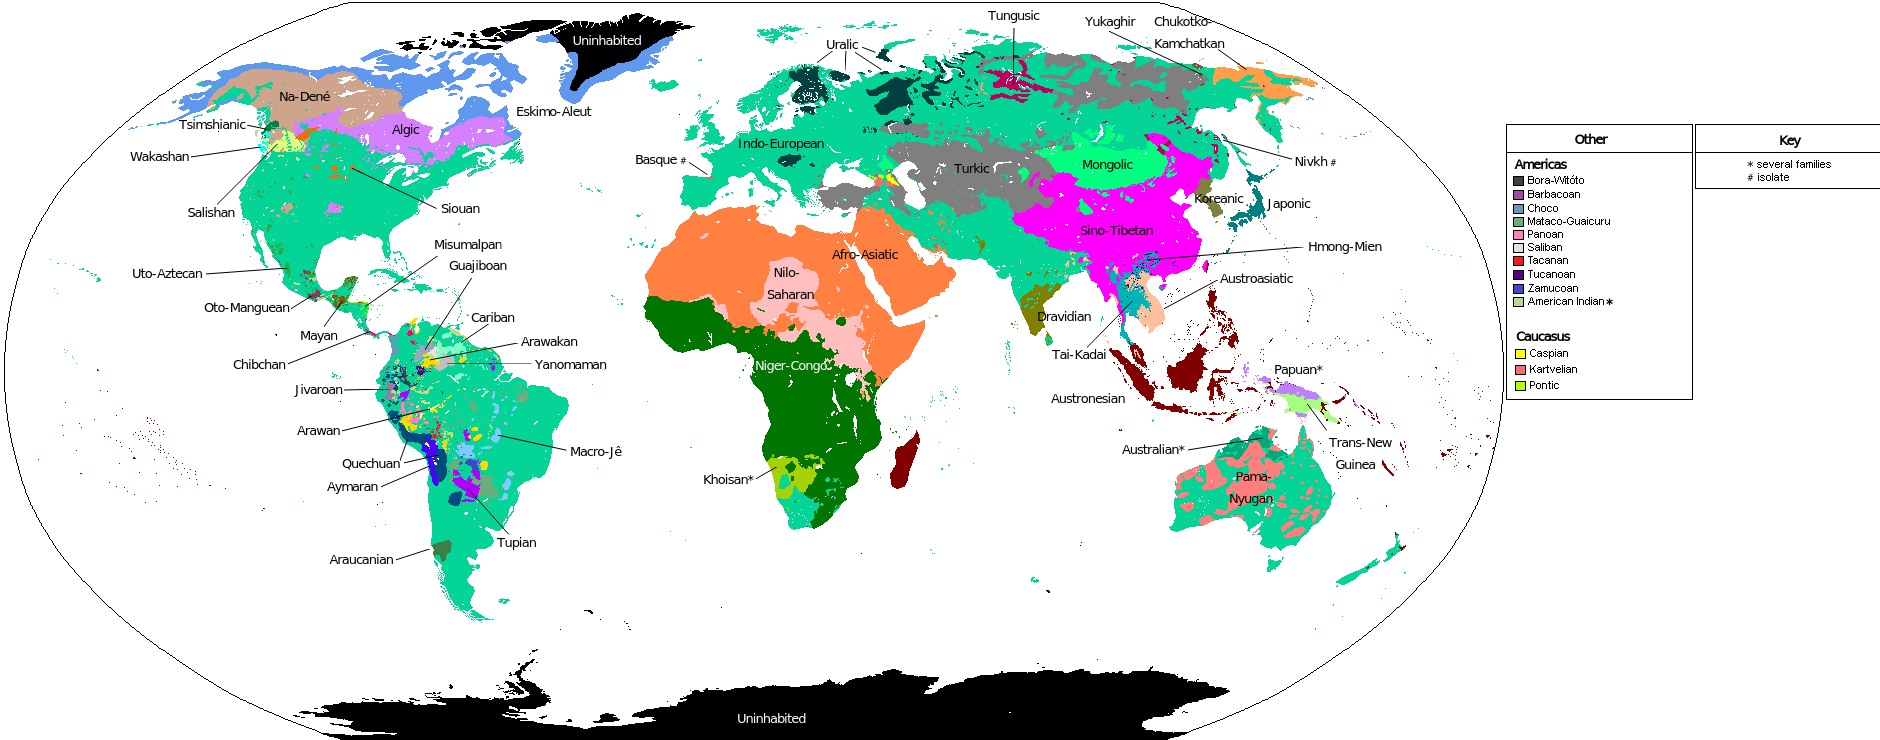 Tungusic
Yukaghir
Chukotko-
Kamchatkan
Uninhabited
Uralic
Na-Dené
Eskimo-Aleut
Tsimshianic
Algic
Wakashan
Indo-European
Basque #
Turkic
Mongolic
Nivkh #
Salishan
Siouan
Koreanic
Japonic
Sino-Tibetan
Misumalpan
Hmong-Mien
Guajiboan
Afro-Asiatic
Uto-Aztecan
Nilo-
Saharan
Austroasiatic
Oto-Manguean
Cariban
Dravidian
Mayan
Arawakan
Tai-Kadai
Chibchan
Yanomaman
Niger-Congo
Papuan*
Jivaroan
Austronesian
Arawan
Macro-Jê
Australian*
Trans-New
Guinea
Quechuan
Aymaran
Khoisan*
Pama-
Nyugan
Tupian
Araucanian
Uninhabited
Other
Americas
Bora-Witóto
Barbacoan
Choco
Mataco-Guaicuru
Panoan
Saliban
Tacanan
Tucanoan
Zamucoan
American Indian*
Caucasus
Caspian
Kartvelian
Pontic
Key
* several families
# isolate